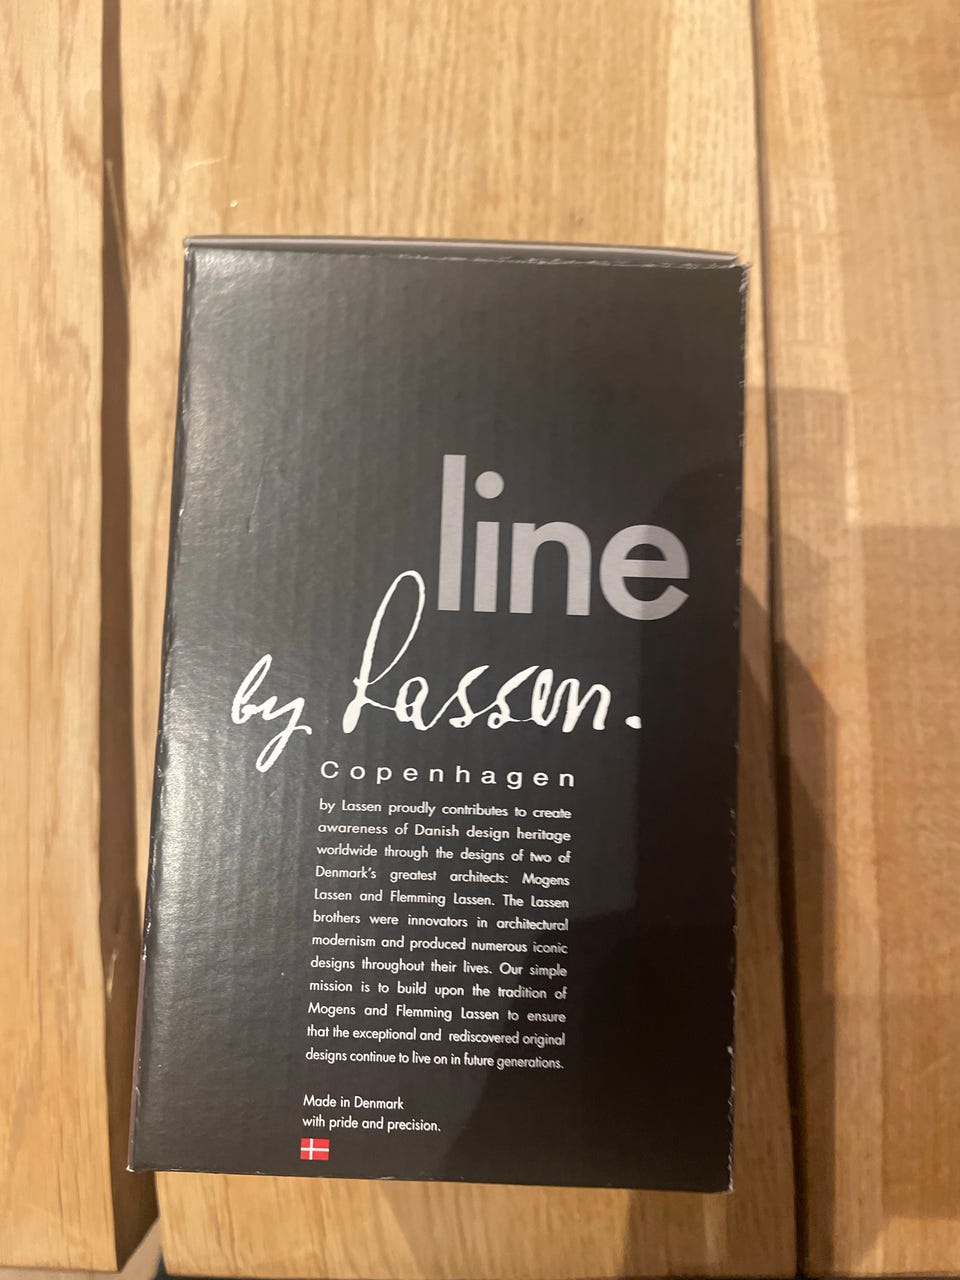 line
by Lassen.
Copenhagen
by Lassen proudly contributes to create
awareness of Danish design heritage
worldwide through the designs of two of
Denmark's greatest architects: Mogens
Lassen and Flemming Lassen. The Lassen
brothers were innovators in architectural
modernism and produced numerous iconic
designs throughout their lives. Our simple
mission is to build upon the tradition of
Mogens and Flemming Lassen to ensure
that the exceptional and rediscovered original
designs continue to live on in future generations.
Made in Denmark
with pride and precision.